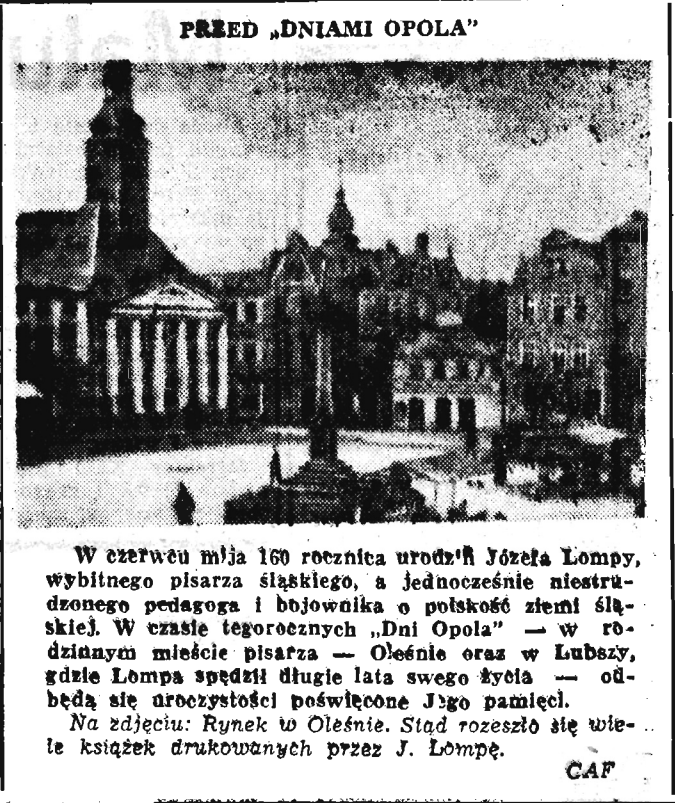 PRZED „DNIAMI OPOLA”
W czerwcu mija 160 rocznica urodzin Józefa Lompy,
wybitnego pisarza śląskiego, a jednocześnie niestru-
dzonego pedagoga i bojownika o polskość ziemi ślą-
skiej. W czasie tegorocznych „Dni Opola” — w ro-
dzinnym mieście pisarza — Oleśnie oraz w Lubszy,
gdzie Lompa spędził długie lata swego życia — od-
będą się uroczystości poświęcone Jego pamięci.
Na zdjęciu: Rynek w Oleśnie. Stąd rozeszło się wie-
le książek drukowanych przez J. Lompę.
CAF